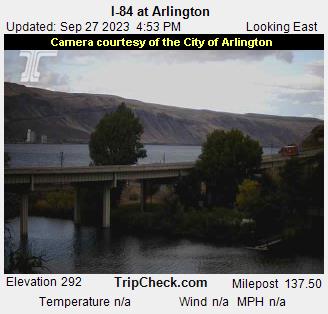 I-84 at Arlington
Updated: Sep 27 2023 4:53 PM Looking East
Camera courtesy of the City of Arlington
Elevation 292 TripCheck.com Milepost 137.50
Temperature n/a Wind n/a MPH n/a